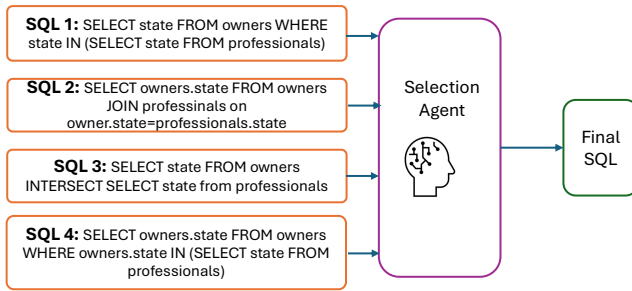 SQL 1: SELECT state FROM owners WHERE
state IN (SELECT state FROM professionals)
SQL 2: SELECT owners.state FROM owners
JOIN professinals on
owner.state=professionals.state
SQL 3: SELECT state FROM owners
INTERSECT SELECT state from professionals
SQL 4: SELECT owners.state FROM owners
WHERE owners.state IN (SELECT state FROM
professionals)
Selection
Agent
Final
SQL